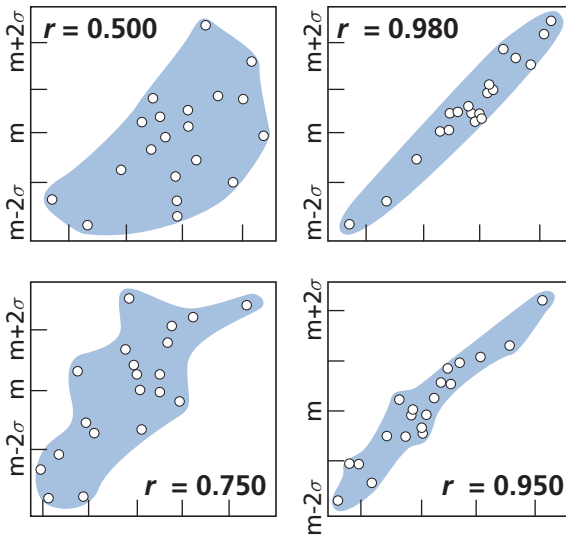 r = 0.500
m+2σ
m
m-2σ
r = 0.980
m+2σ
m
m-2σ
m+2σ
m
m-2σ
r = 0.750
m+2σ
m
m-2σ
r = 0.950